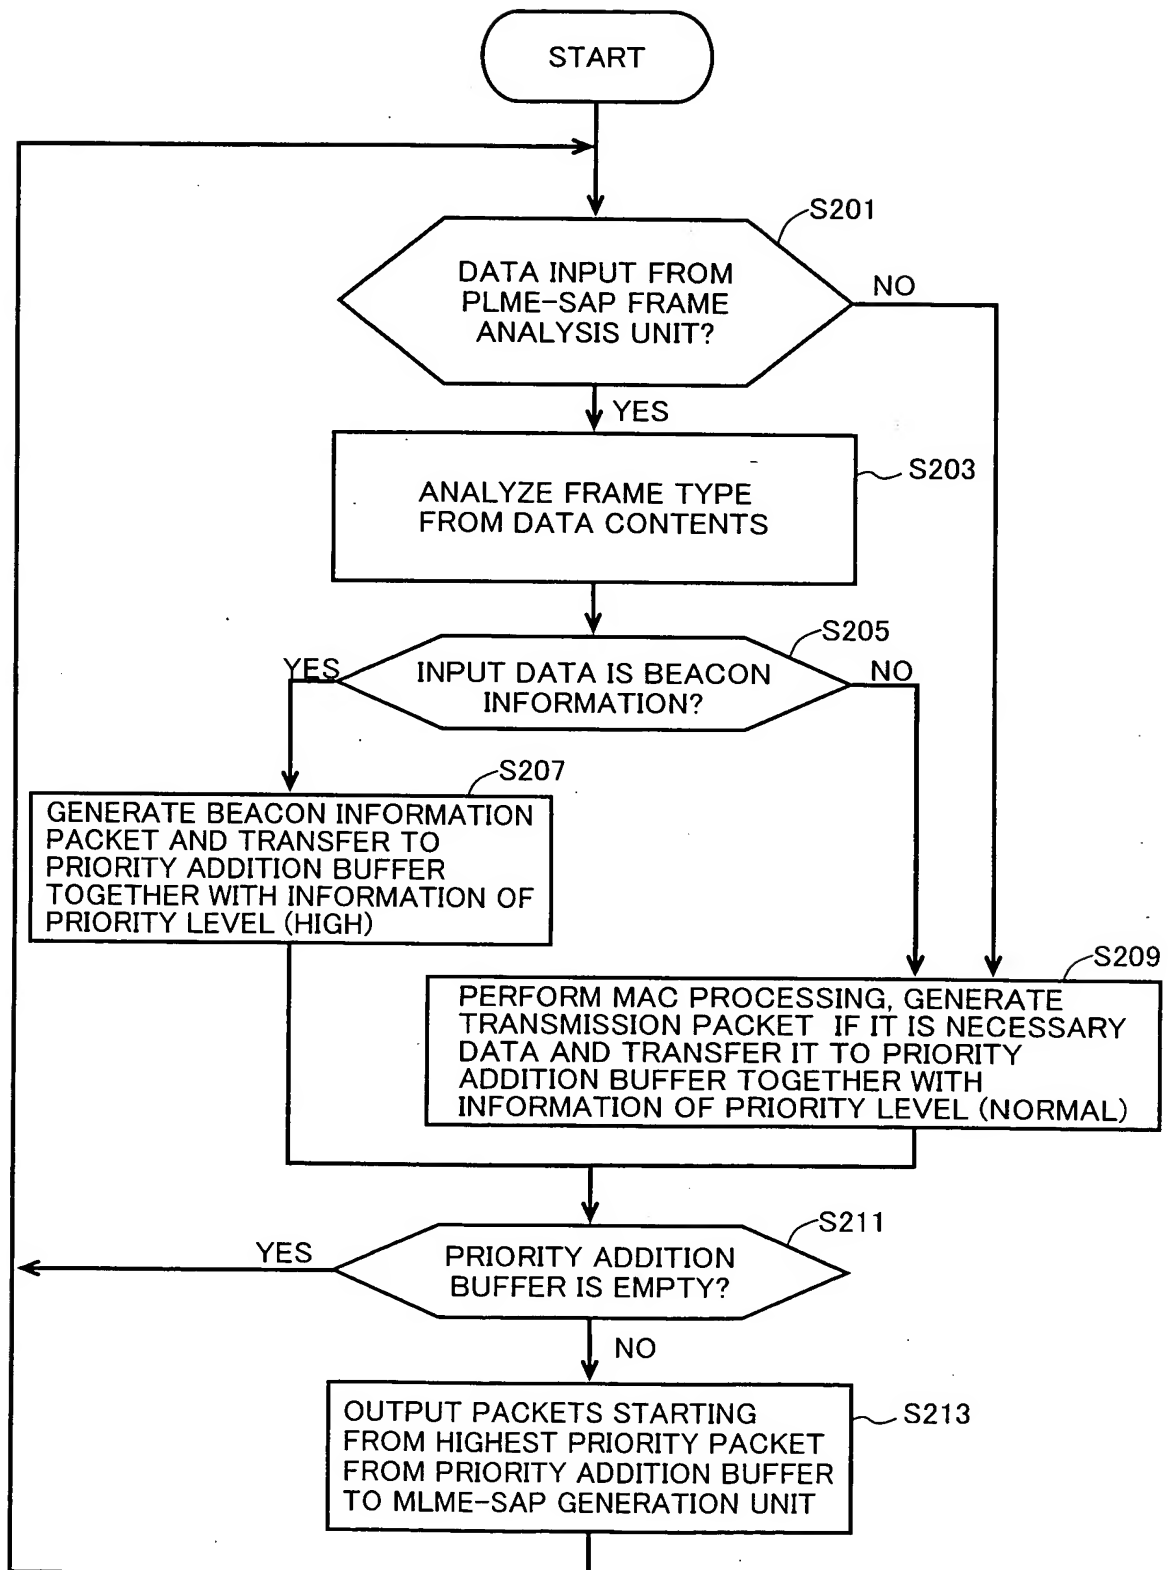 START
S201
DATA INPUT FROM
PLME-SAP FRAME
ANALYSIS UNIT?
NO
YES
S203
ANALYZE FRAME TYPE
FROM DATA CONTENTS
S205
YES
INPUT DATA IS BEACON
INFORMATION?
NO
S207
GENERATE BEACON INFORMATION
PACKET AND TRANSFER TO
PRIORITY ADDITION BUFFER
TOGETHER WITH INFORMATION OF
PRIORITY LEVEL (HIGH)
S209
PERFORM MAC PROCESSING, GENERATE
TRANSMISSION PACKET IF IT IS NECESSARY
DATA AND TRANSFER IT TO PRIORITY
ADDITION BUFFER TOGETHER WITH
INFORMATION OF PRIORITY LEVEL (NORMAL)
S211
YES
PRIORITY ADDITION
BUFFER IS EMPTY?
NO
S213
OUTPUT PACKETS STARTING
FROM HIGHEST PRIORITY PACKET
FROM PRIORITY ADDITION BUFFER
TO MLME-SAP GENERATION UNIT